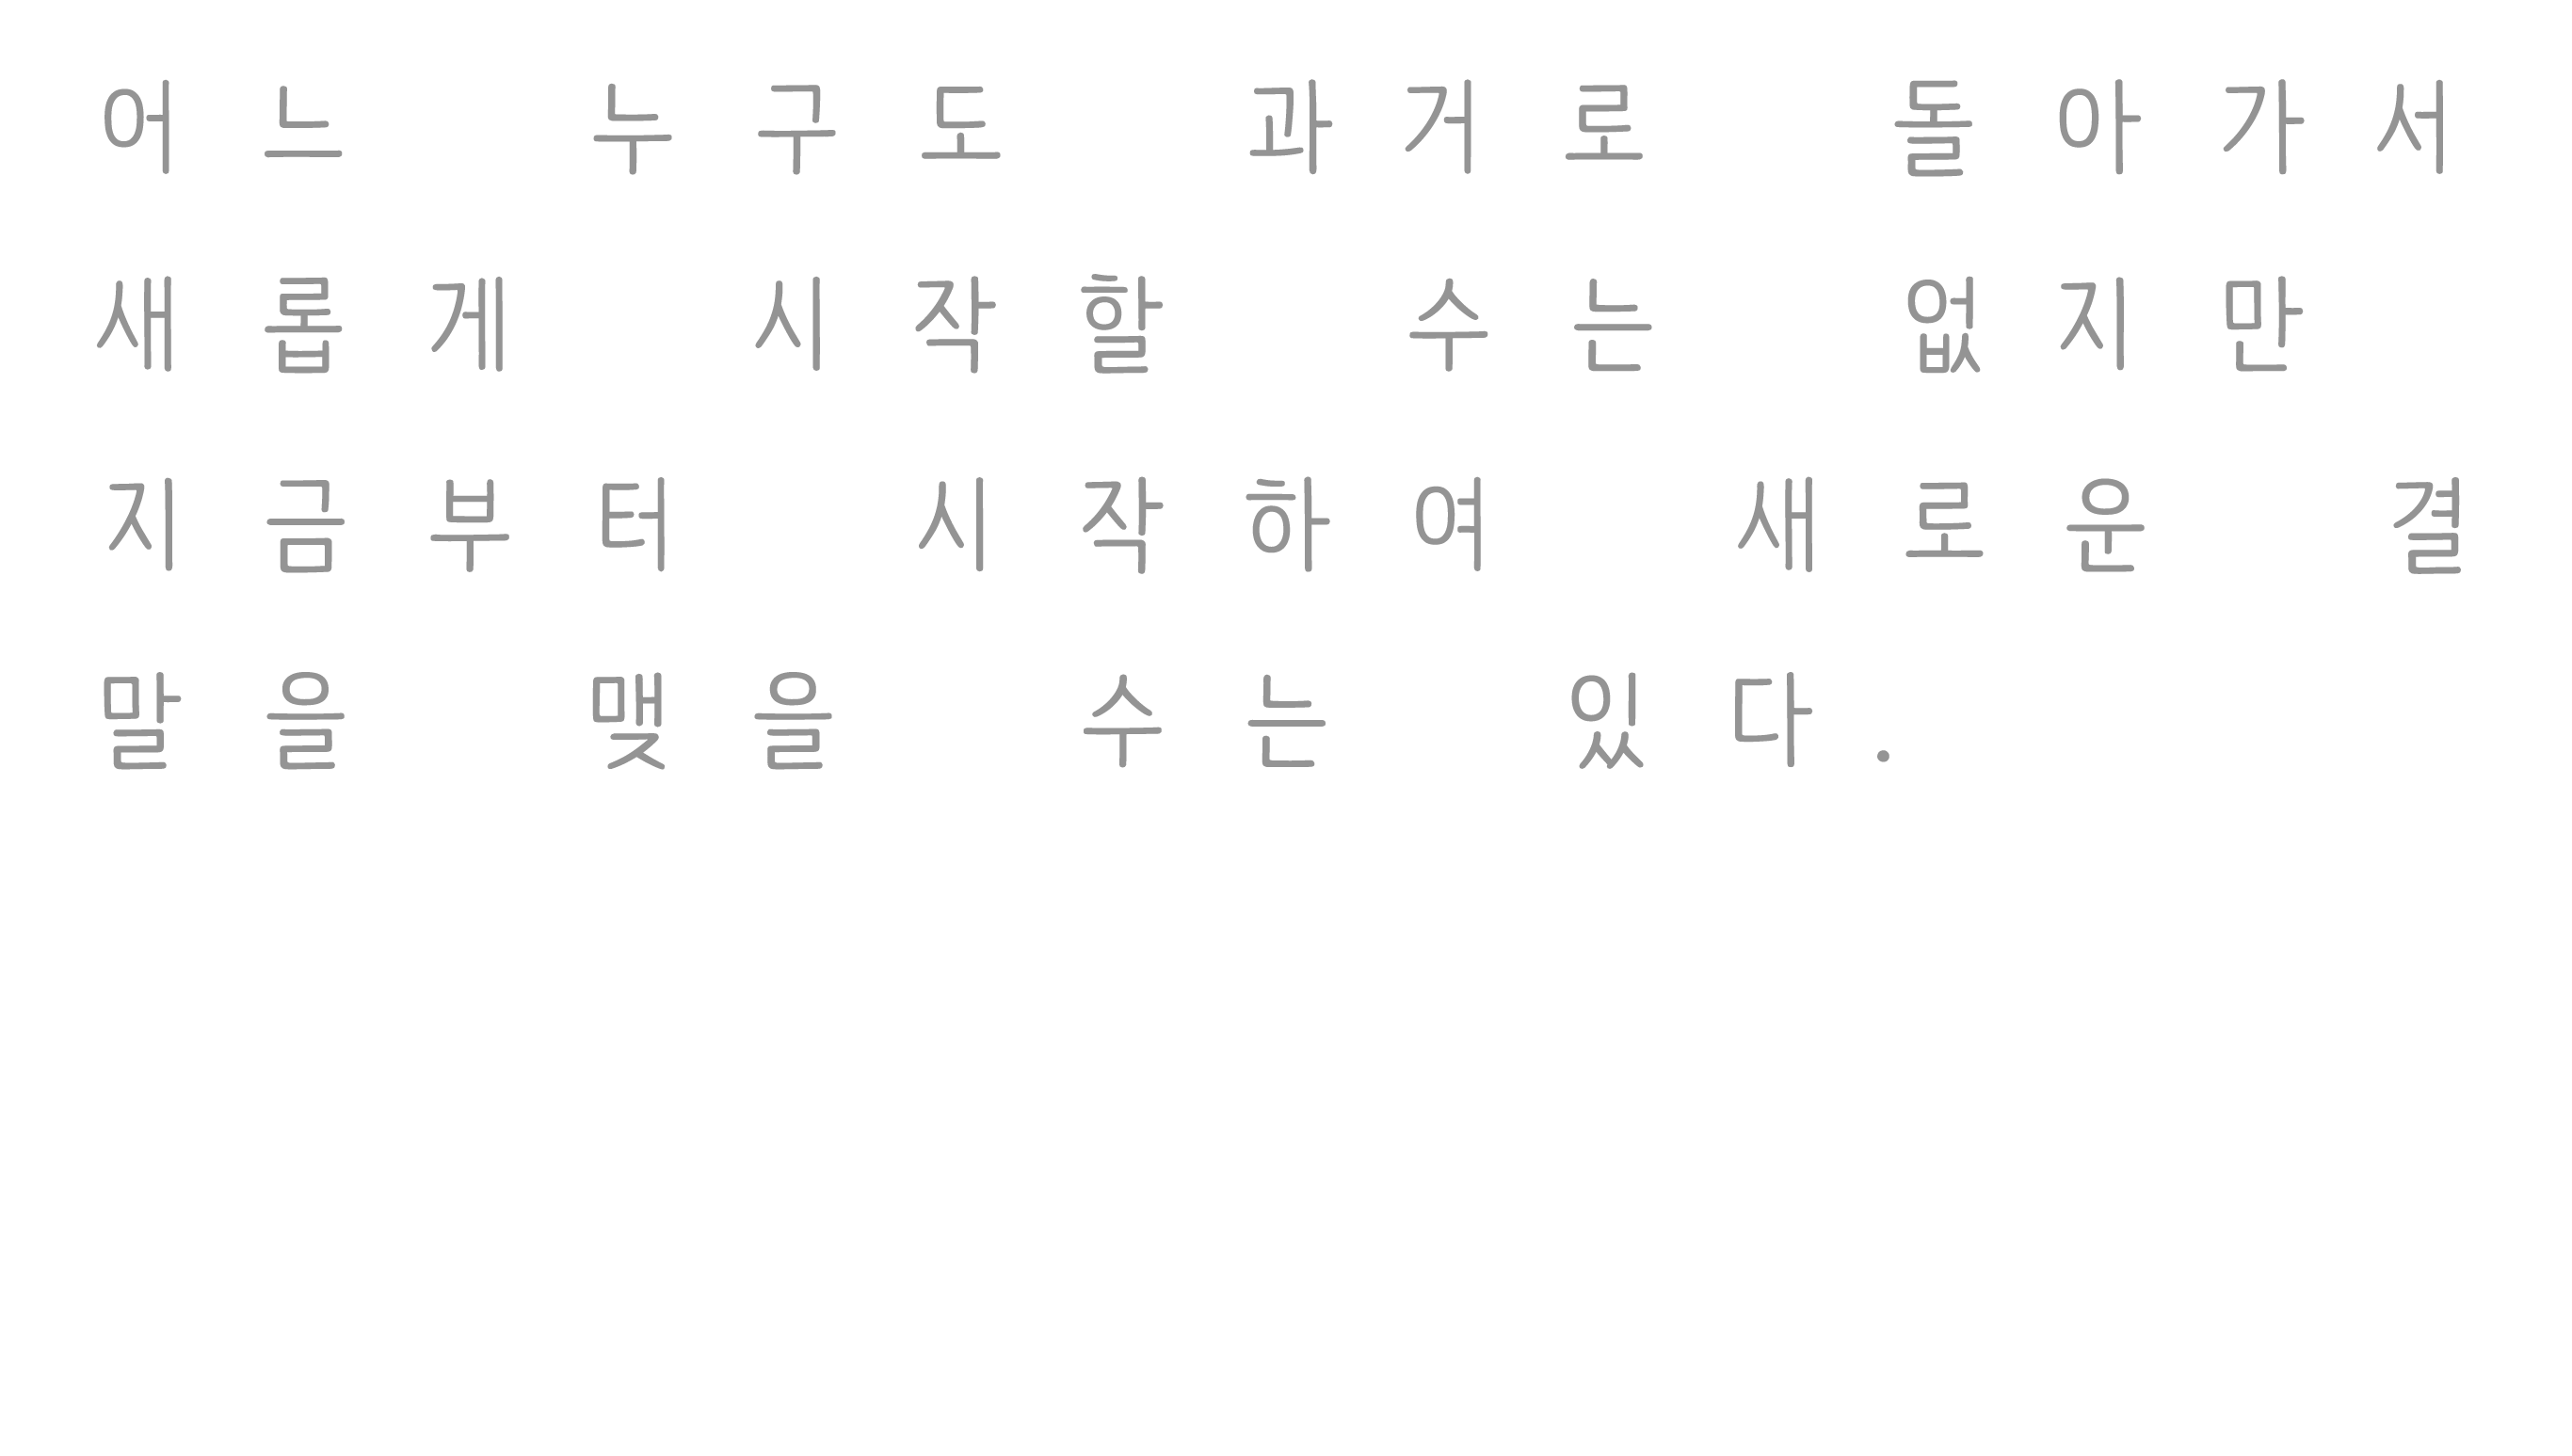 어느 누구도 과거로 돌아가서
새롭게 시작할 수는 없지만
지금부터 시작하여 새로운 결
말을 맺을 수는 있다.